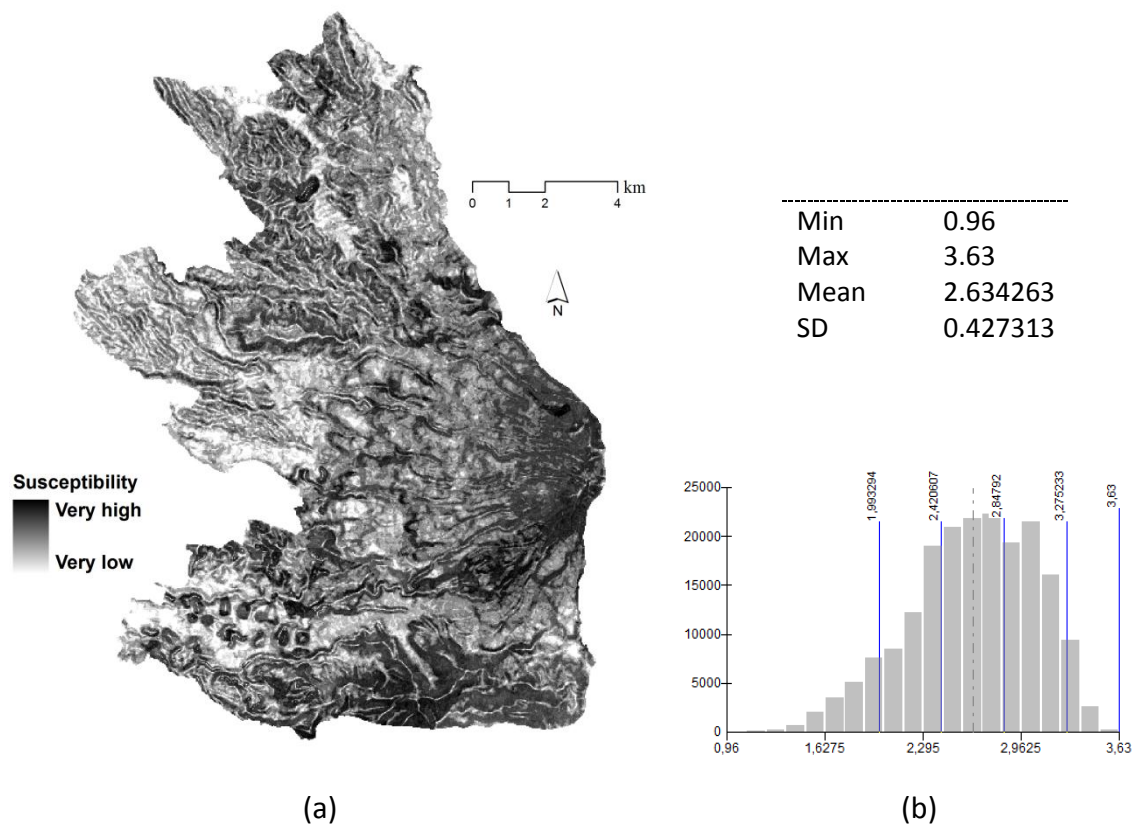 km
0 1 2 4
N
Susceptibility
Very high
Very low
(a)
Min 0.96
Max 3.63
Mean 2.634263
SD 0.427313
25000
20000
15000
10000
5000
0
1,993294
2,420607
2,84792
3,275233
3,63
0,96 1,6275 2,295 2,9625 3,63
(b)